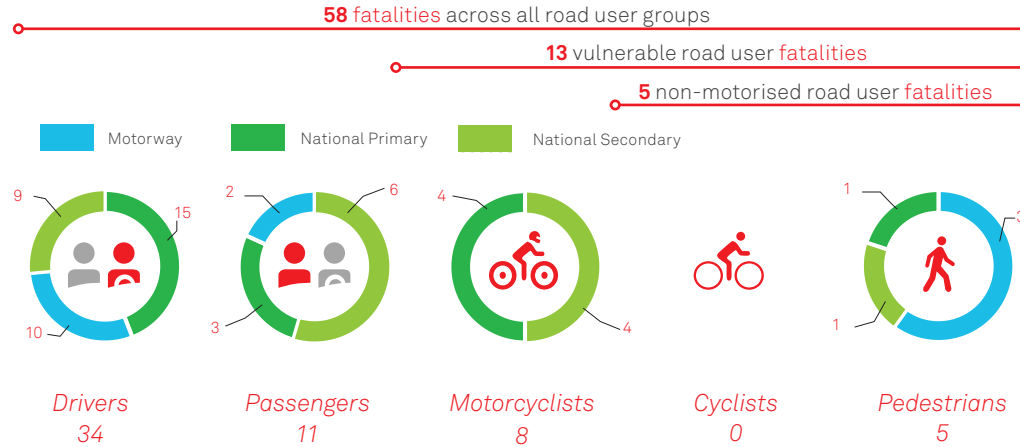 58 fatalities across all road user groups
13 vulnerable road user fatalities
5 non-motorised road user fatalities
Motorway
National Primary
National Secondary
9
15
10
2
6
3
4
4
1
3
1
Drivers
34
Passengers
11
Motorcyclists
8
Cyclists
0
Pedestrians
5